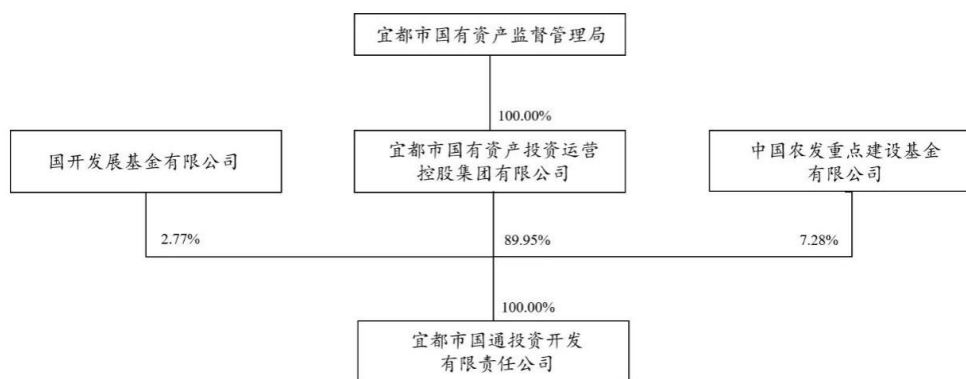 宜都市国有资产监督管理局
100.00%
国开发展基金有限公司
宜都市国有资产投资运营
控股集团有限公司
中国农发重点建设基金
有限公司
2.77%
89.95%
7.28%
100.00%
宜都市国通投资开发
有限责任公司